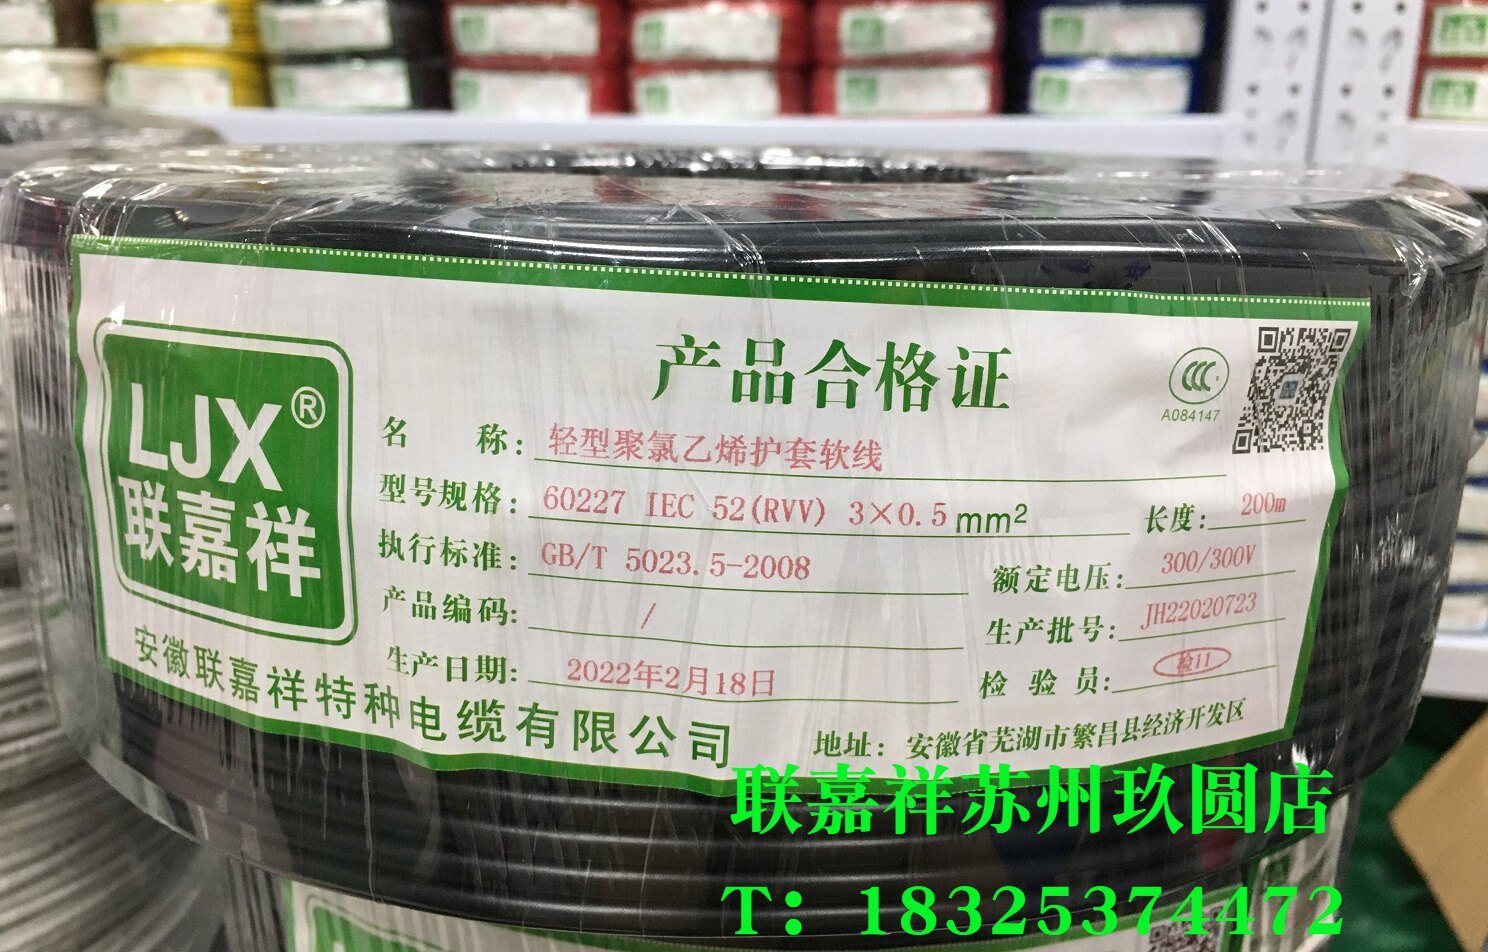 产品合格证
CCC
A084147
LJX®
联嘉祥
名 称：轻型聚氯乙烯护套软线
型号规格：60227 IEC 52(RVV) 3×0.5mm²
长度：200m
执行标准：GB/T 5023.5-2008
额定电压：300/300V
产品编码：/
生产批号：JH22020723
生产日期：2022年2月18日
检 验 员：检11
安徽联嘉祥特种电缆有限公司
地址：安徽省芜湖市繁昌县经济开发区
联嘉祥苏州玖圆店
T：18325374472